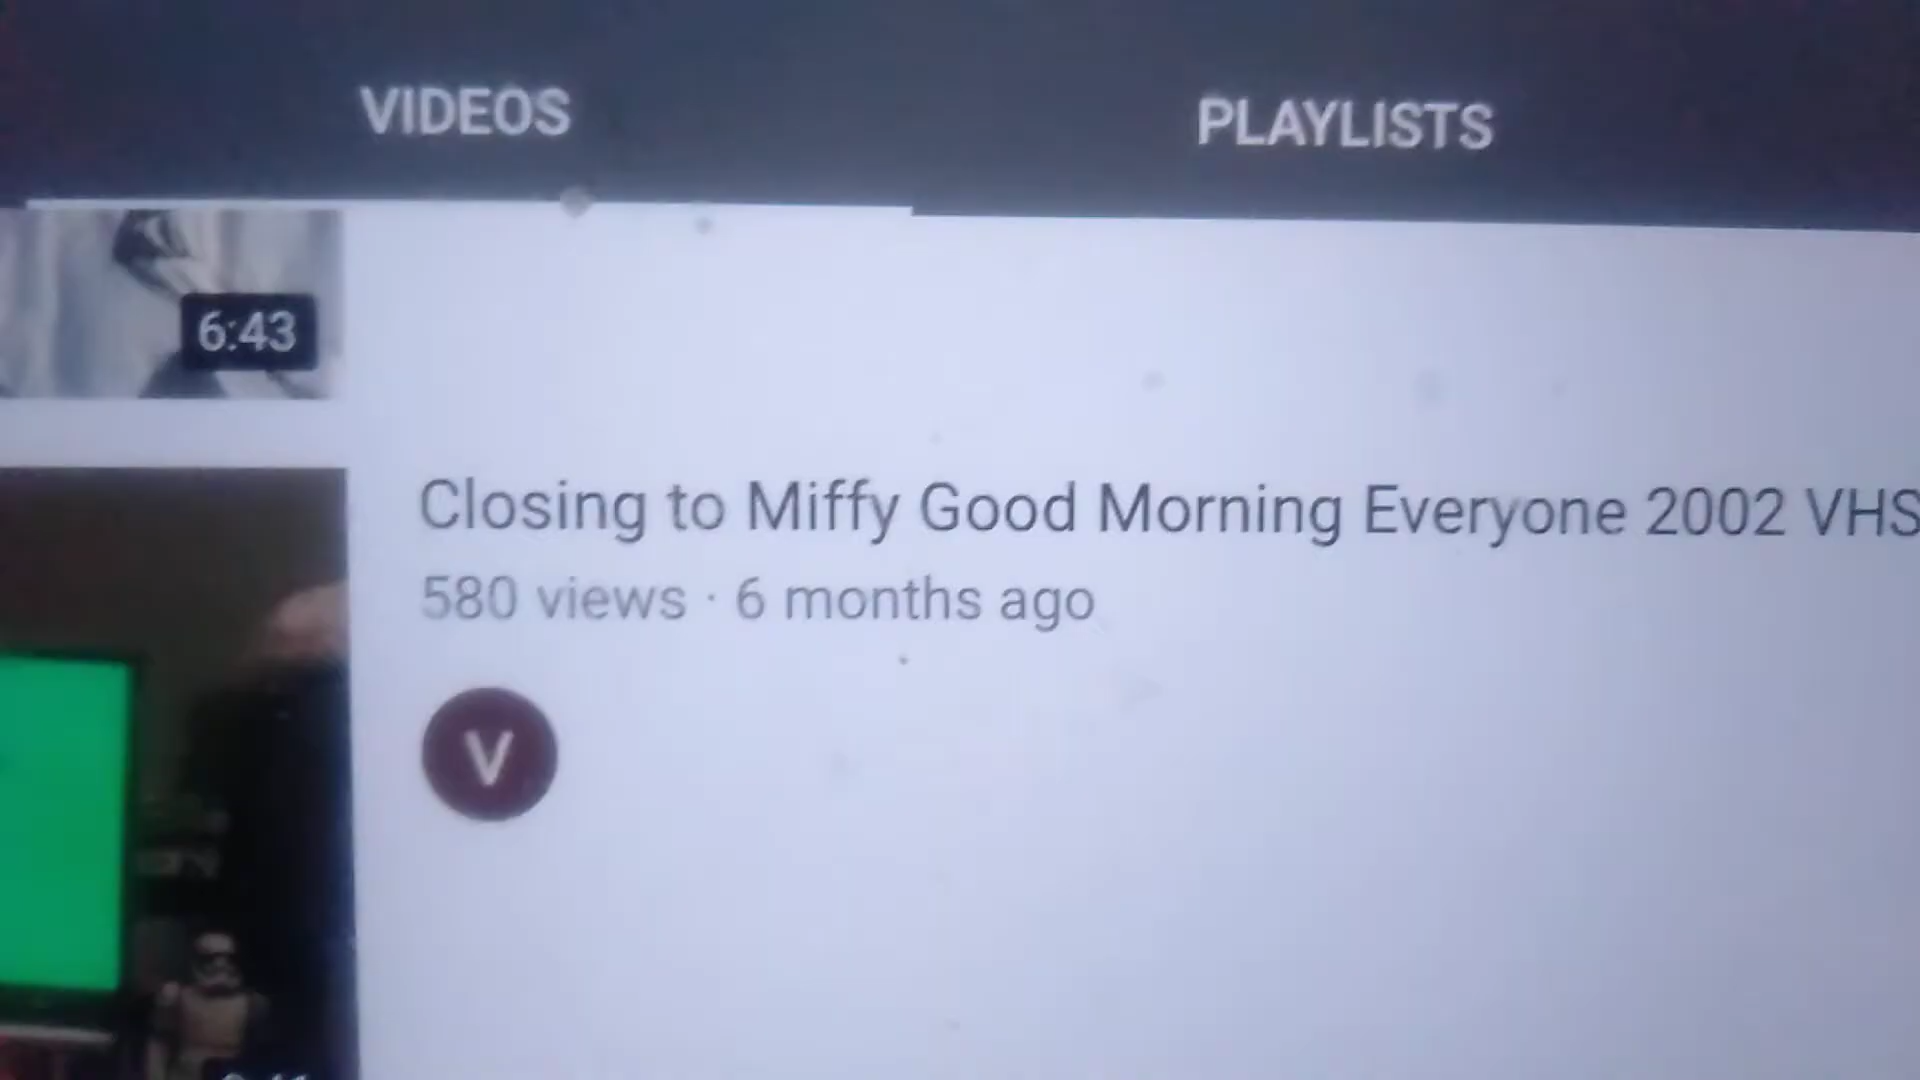 VIDEOS
PLAYLISTS
6:43
Closing to Miffy Good Morning Everyone 2002 VHS
580 views · 6 months ago
V